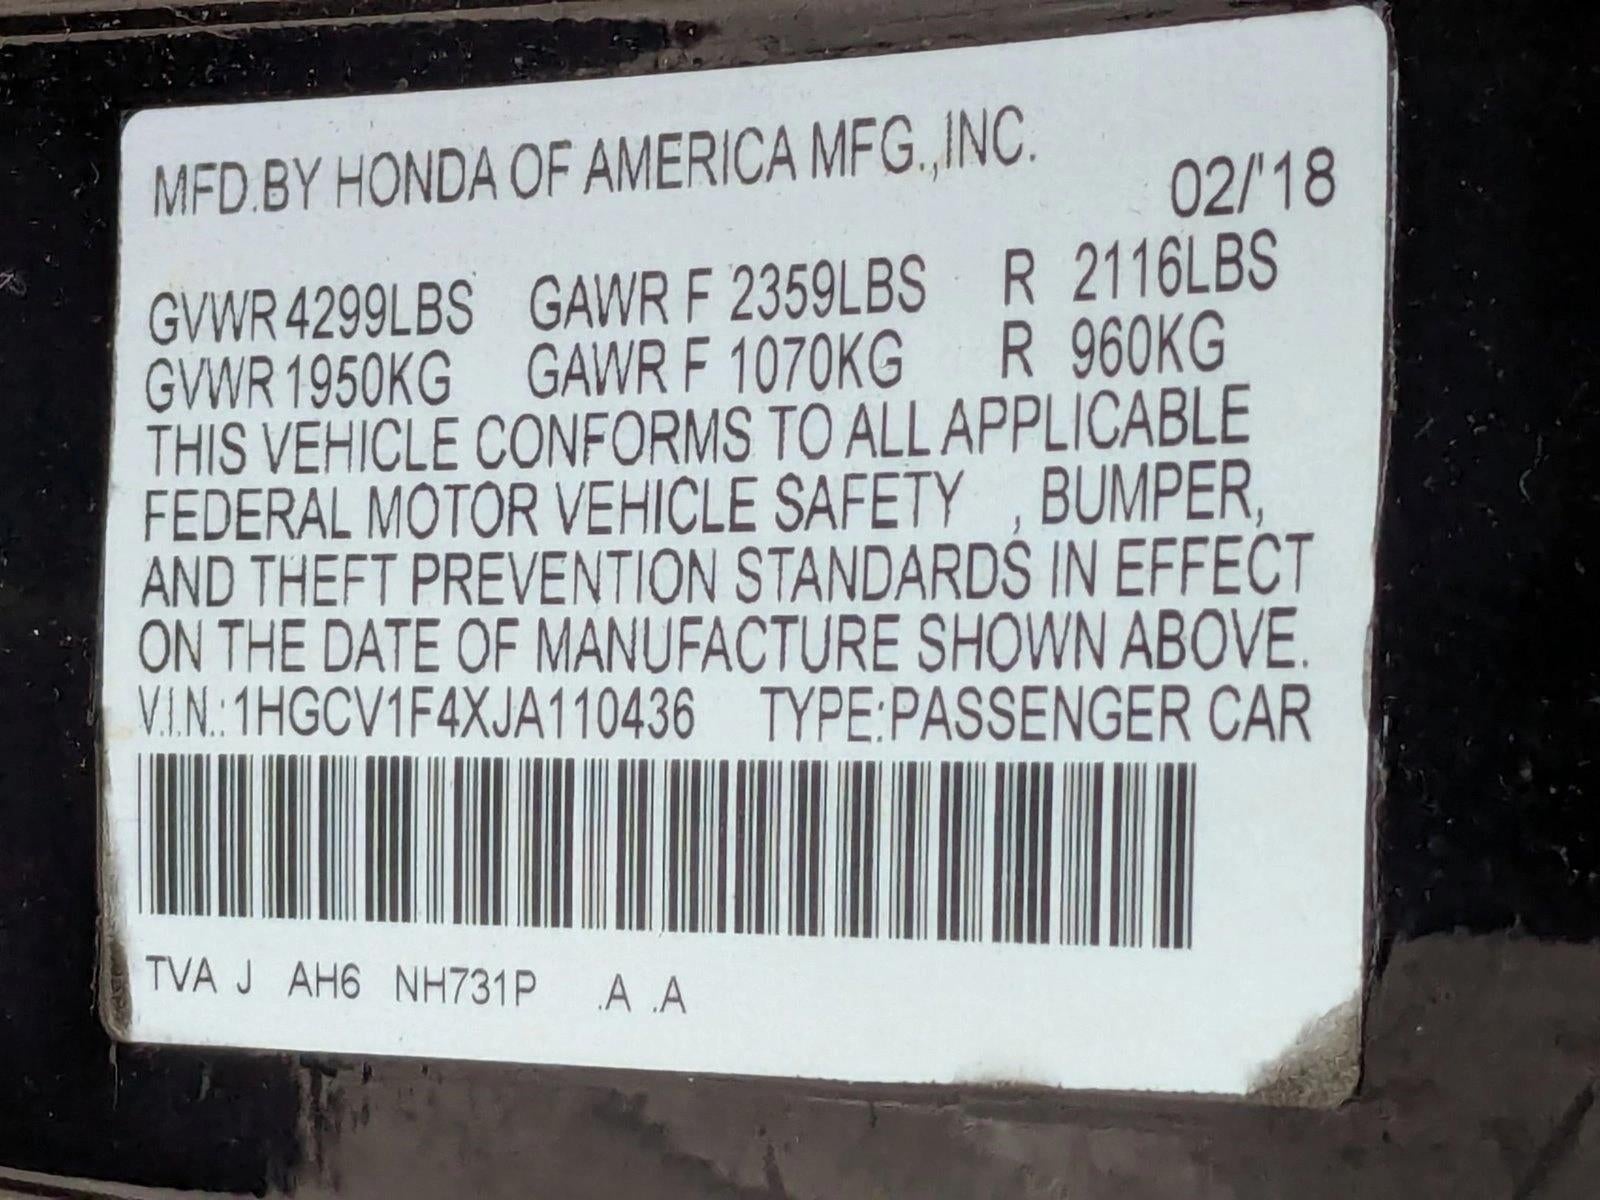 MFD.BY HONDA OF AMERICA MFG.,INC.
02/'18
GVWR 4299LBS GAWR F 2359LBS R 2116LBS
GVWR 1950KG GAWR F 1070KG R 960KG
THIS VEHICLE CONFORMS TO ALL APPLICABLE
FEDERAL MOTOR VEHICLE SAFETY , BUMPER,
AND THEFT PREVENTION STANDARDS IN EFFECT
ON THE DATE OF MANUFACTURE SHOWN ABOVE.
V.I.N.:1HGCV1F4XJA110436 TYPE:PASSENGER CAR
TVA J AH6 NH731P .A .A